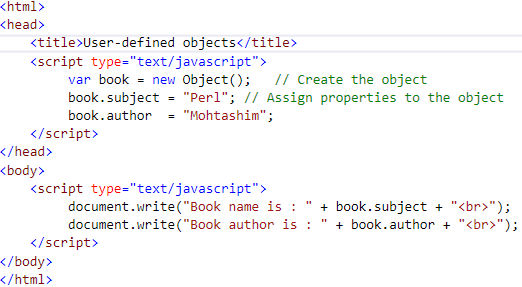 <html>
<head>
<title>User-defined objects</title>
<script type="text/javascript">
var book = new Object();   // Create the object
book.subject = "Perl"; // Assign properties to the object
book.author  = "Mohtashim";
</script>
</head>
<body>
<script type="text/javascript">
document.write("Book name is : " + book.subject + "<br>");
document.write("Book author is : " + book.author + "<br>");
</script>
</body>
</html>